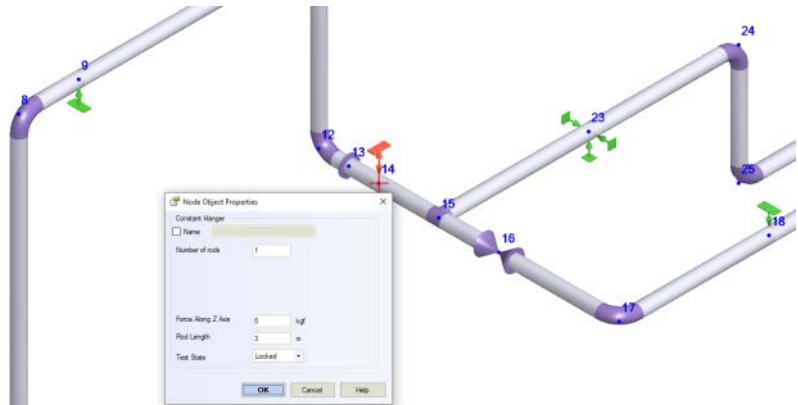 24
9
8
23
12
13
14
25
15
18
16
17
Node Object Properties
Constant Hanger
Name
Number of rods 1
Force Along Z Axis 0 kgf
Rod Length 3 m
Test State Locked
OK Cancel Help